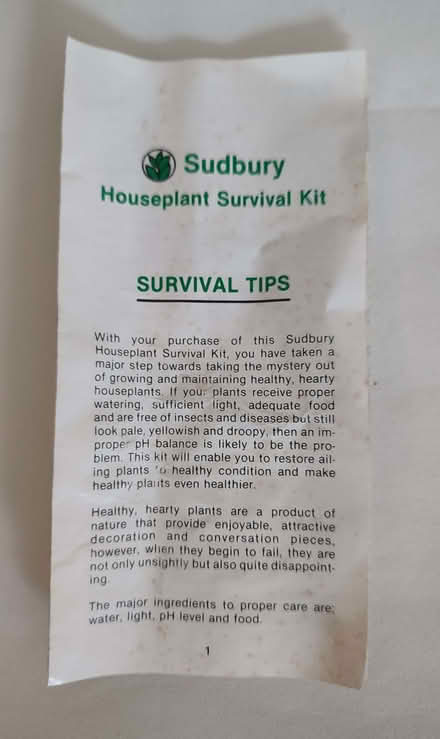 Sudbury
Houseplant Survival Kit
SURVIVAL TIPS
With your purchase of this Sudbury
Houseplant Survival Kit, you have taken a
major step towards taking the mystery out
of growing and maintaining healthy, hearty
houseplants. If your plants receive proper
watering, sufficient light, adequate food
and are free of insects and diseases but still
look pale, yellowish and droopy, then an im-
proper pH balance is likely to be the pro-
blem. This kit will enable you to restore ail-
ing plants to healthy condition and make
healthy plants even healthier.
Healthy, hearty plants are a product of
nature that provide enjoyable, attractive
decoration and conversation pieces,
however, when they begin to fail, they are
not only unsightly but also quite disappoint-
ing.
The major ingredients to proper care are;
water, light, pH level and food.
1